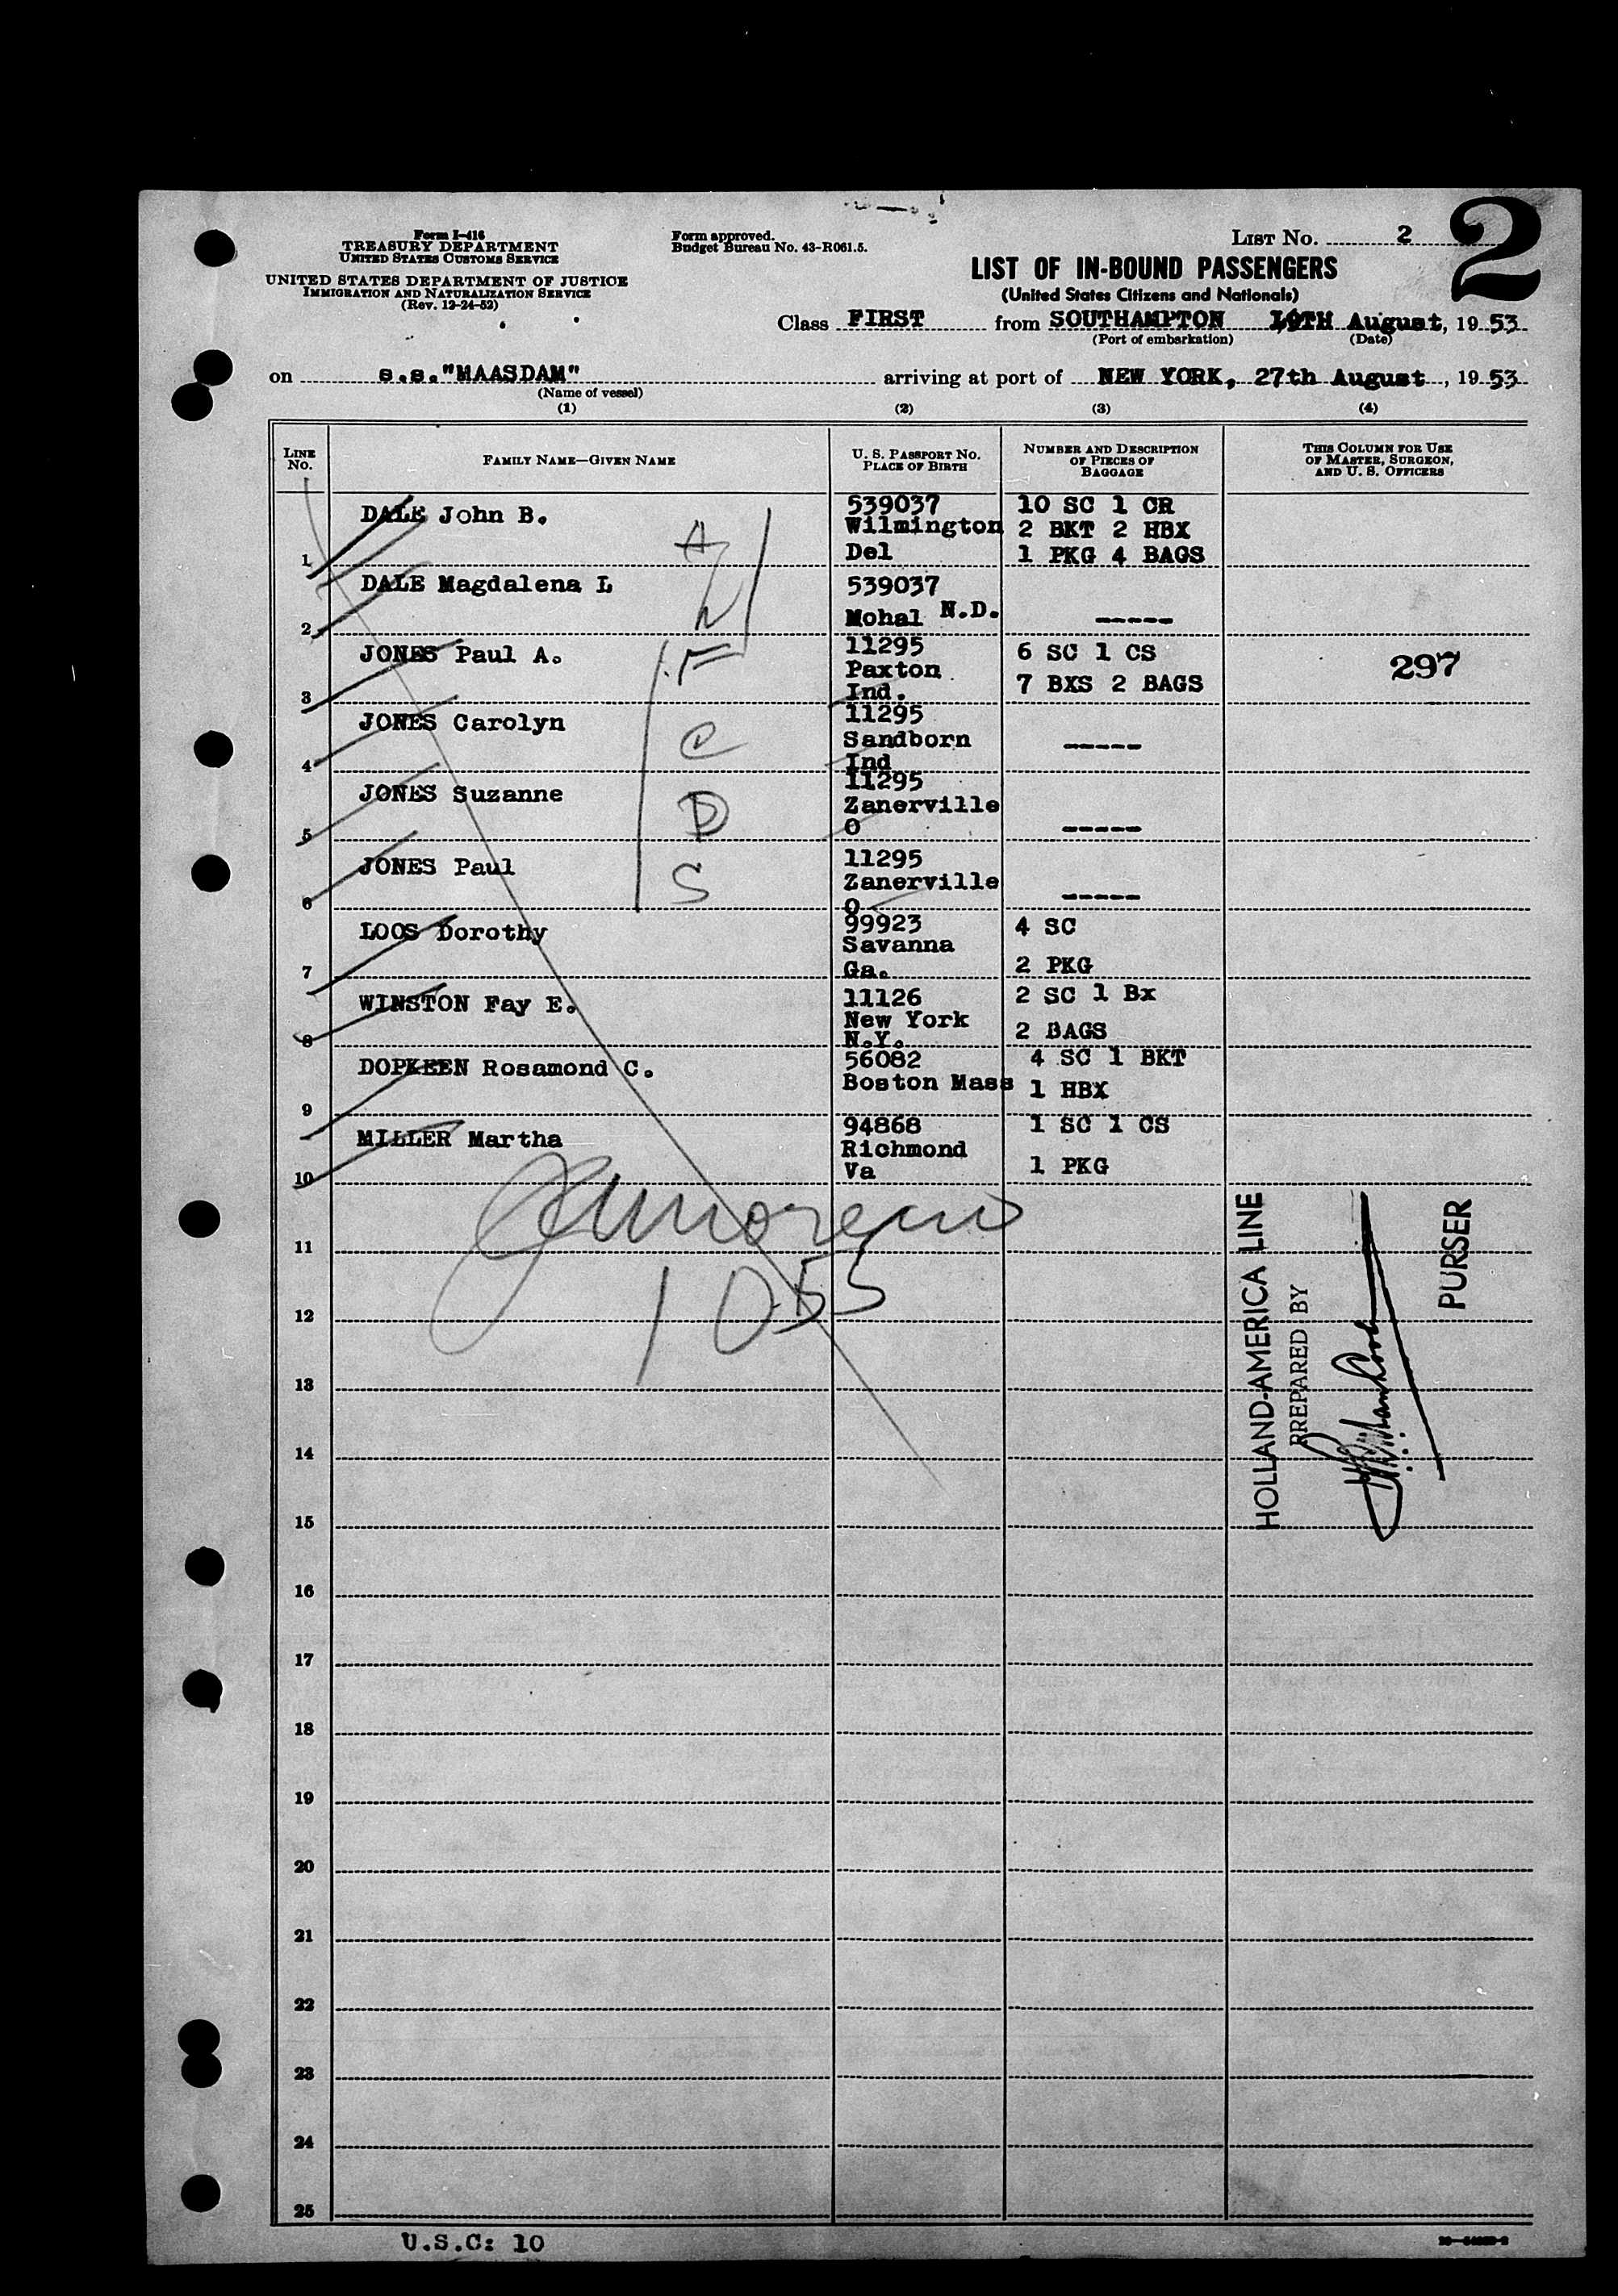 Form I-416
TREASURY DEPARTMENT
UNITED STATES CUSTOMS SERVICE
UNITED STATES DEPARTMENT OF JUSTICE
IMMIGRATION AND NATURALIZATION SERVICE
(Rev. 12-24-52)
Form approved.
Budget Bureau No. 43-R061.5.
LIST NO. 2
2
LIST OF IN-BOUND PASSENGERS
(United States Citizens and Nationals)
Class FIRST from SOUTHAMPTON August, 1953
(Port of embarkation) (Date)
on s.s."MAASDAM" arriving at port of NEW YORK, 27th August, 1953
(Name of vessel)
(1) (2) (3) (4)
LINE NO.
FAMILY NAME—GIVEN NAME
U. S. PASSPORT NO.
PLACE OF BIRTH
NUMBER AND DESCRIPTION
OF PIECES OF
BAGGAGE
THIS COLUMN FOR USE
OF MASTER, SURGEON,
AND U. S. OFFICERS
1 DALE John B. 539037 10 SC 1 CR
Wilmington 2 BKT 2 HBX
Del 1 PKG 4 BAGS
2 DALE Magdalena L 539037
Mohal N.D. -----
3 JONES Paul A. F 11295 6 SC 1 CS 297
Paxton 7 BXS 2 BAGS
Ind.
4 JONES Carolyn C 11295
Sandborn -----
Ind
5 JONES Suzanne D 11295
Zanerville
O -----
6 JONES Paul S 11295
Zanerville
O -----
7 LOOS Dorothy 99923 4 SC
Savanna
Ga. 2 PKG
8 WINSTON Fay E. 11126 2 SC 1 Bx
New York
N.Y. 2 BAGS
9 DOPKEEN Rosamond C. 56082 4 SC 1 BKT
Boston Mass 1 HBX
10 MILLER Martha 94868 1 SC 1 CS
Richmond
Va 1 PKG
11
1055
12
13
14
15
HOLLAND-AMERICA LINE
PREPARED BY
PURSER
16
17
18
19
20
21
22
23
24
25
U.S.C: 10